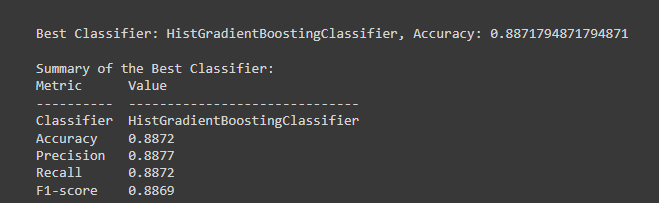 Best Classifier: HistGradientBoostingClassifier, Accuracy: 0.8871794871794871
Summary of the Best Classifier:
Metric Value
---------- ------------------------------
Classifier HistGradientBoostingClassifier
Accuracy 0.8872
Precision 0.8877
Recall 0.8872
F1-score 0.8869